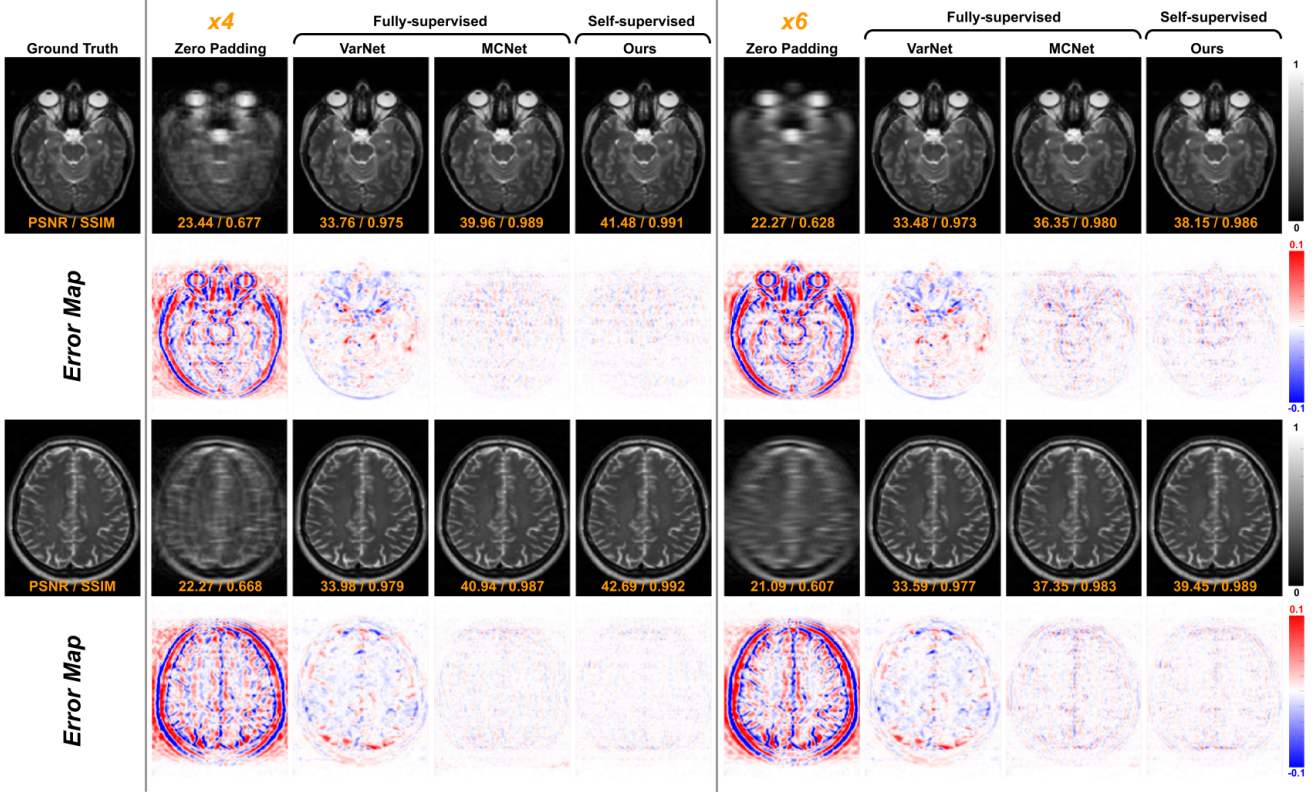 x4 Fully-supervised Self-supervised x6 Fully-supervised Self-supervised
Ground Truth Zero Padding VarNet MCNet Ours Zero Padding VarNet MCNet Ours
1
PSNR / SSIM 23.44 / 0.677 33.76 / 0.975 39.96 / 0.989 41.48 / 0.991 22.27 / 0.628 33.48 / 0.973 36.35 / 0.980 38.15 / 0.986
0
0.1
Error Map
-0.1
1
PSNR / SSIM 22.27 / 0.668 33.98 / 0.979 40.94 / 0.987 42.69 / 0.992 21.09 / 0.607 33.59 / 0.977 37.35 / 0.983 39.45 / 0.989
0
0.1
Error Map
-0.1